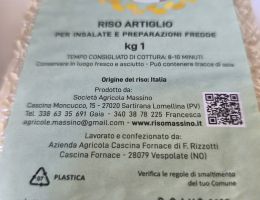 RISO ARTIGLIO
PER INSALATE E PREPARAZIONI FREDDE
kg 1
TEMPO CONSIGLIATO DI COTTURA: 8-10 MINUTI
Conservare in luogo fresco e asciutto - Può contenere tracce di soia
Origine del riso: Italia
Prodotto da:
Società Agricola Massino
Cascina Moncucco, 15 - 27020 Sartirana Lomellina (PV)
Tel. 338 63 35 691 Gaia - 340 38 78 225 Francesca
agricole.massino@gmail.com - www.risomassino.it
Lavorato e confezionato da:
Azienda Agricola Cascina Fornace di F. Rizzotti
Cascina Fornace - 28079 Vespolate (NO)
PLASTICA
Verifica le regole di smaltimento
del tuo Comune